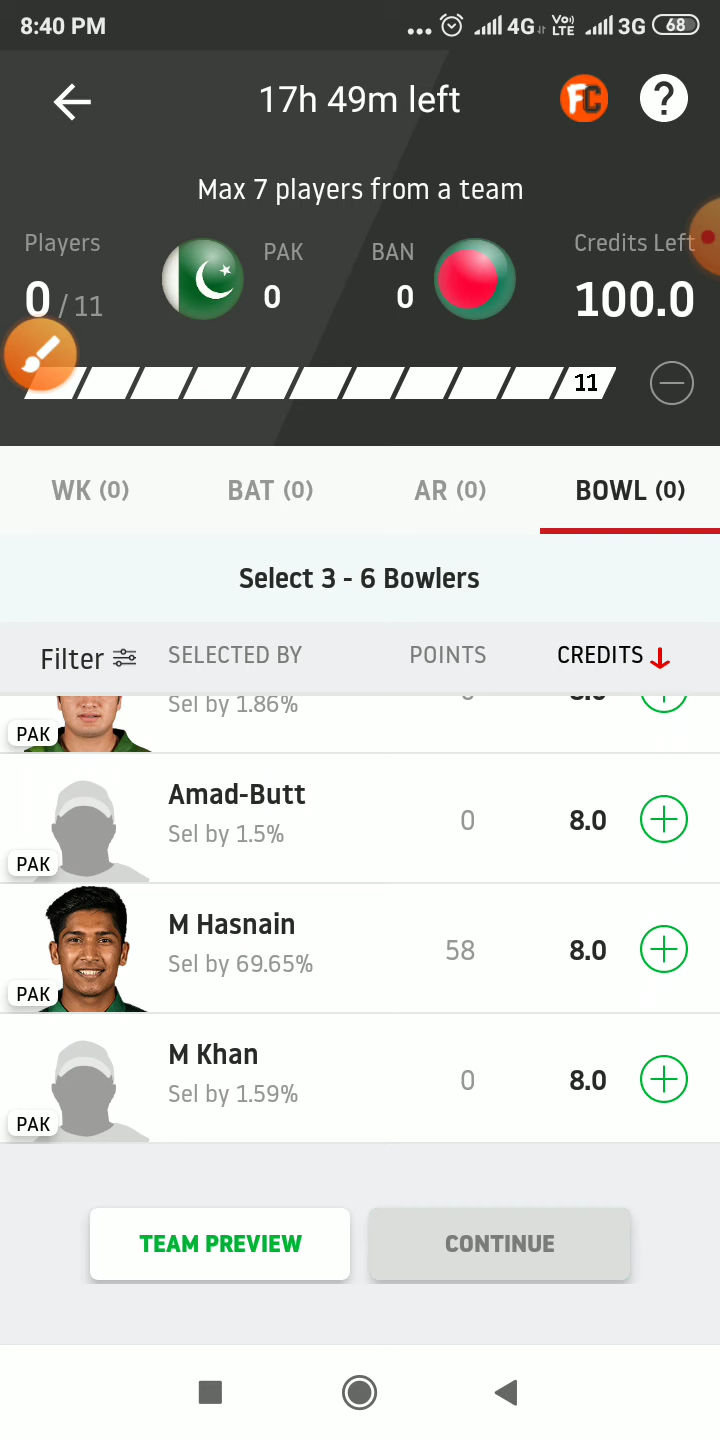 8:40 PM
4G
Vo) LTE
3G
68
17h 49m left
FC
?
Max 7 players from a team
Players
PAK
BAN
Credits Left
0 / 11
0
0
100.0
11
WK (0)
BAT (0)
AR (0)
BOWL (0)
Select 3 - 6 Bowlers
Filter
SELECTED BY
POINTS
CREDITS
Sel by 1.86%
PAK
Amad-Butt
Sel by 1.5%
0
8.0
PAK
M Hasnain
Sel by 69.65%
58
8.0
PAK
M Khan
Sel by 1.59%
0
8.0
PAK
TEAM PREVIEW
CONTINUE